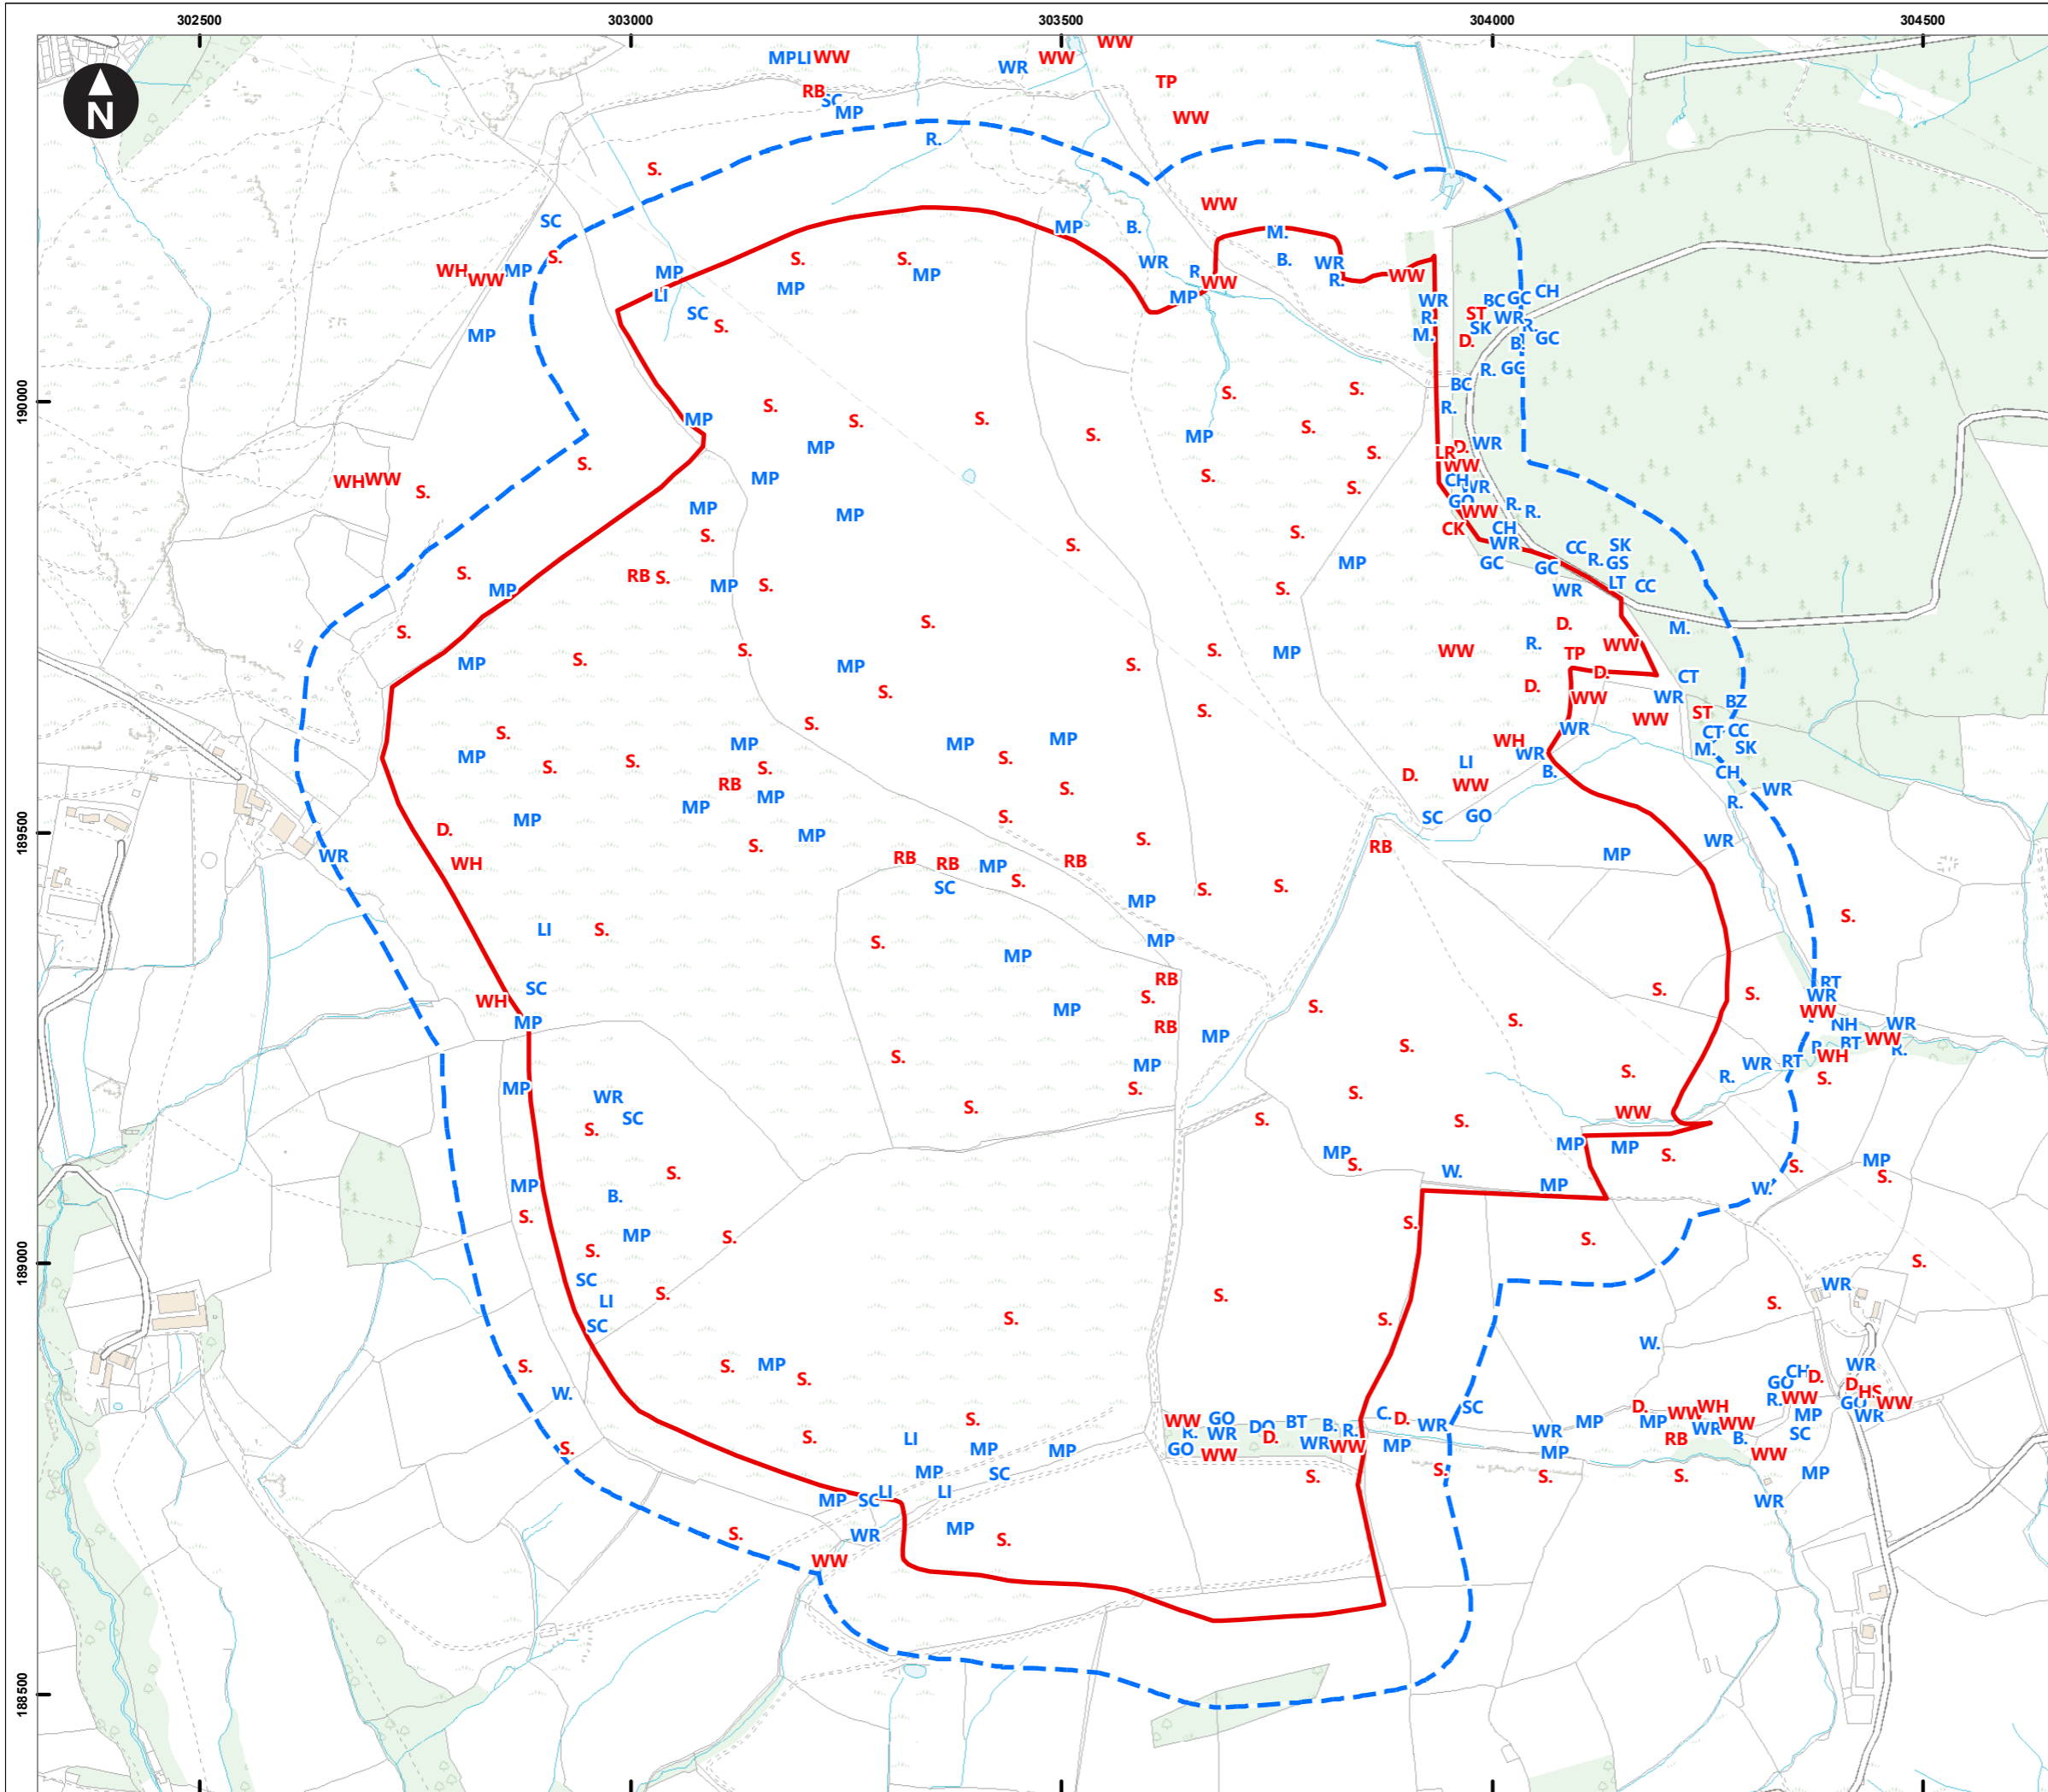 302500 303000 303500 304000 304500
WW
MPLI WW WW
WR
TP
RB
SC
MP WW
R.
S.
WW
SC MP B. M.
S. S. S. B. WR WR
WH MP MP MP R. WW
WW MP WW R.
LI MP WR BC GC CH
SC R. ST WR
S. SK R.
MP M. D. B. GC
R. GC
BC
190000
S. S.
S. R.
MP S. S. S.
S. MP WR
MP D.
S. S. LR
WW
WHWW MP S. CH WR
S. S. GO
MP MP WW R. R.
CK CH
S. S. S. WR CC SK
MP GC GC R. GS
S. RB S. LT
MP MP S. S. WR CC
S. S. D. M.
S. S. S. MP WW R. TP WW
MP MP S. S. D. CT
S. D. WW WR BZ
S. S. WW ST
S. MP MP MP WR CT CC
MP S. WH WR M. SK
S. S. S. LI B. CH
RB MP S. D. WW WR
MP R.
MP S. SC GO
189500
D. MP S. WR
WR S. RB MP
WH RB RB RB
MP S. S. S.
SC
MP
LI S. S.
S. MP
MP
SC RB S. S. RT
WH S. MP S. WR
MP RB S. WW
MP NH WR
S. S. WW
MP WR RT BT R.
WH
MP S. S. R. S.
WR S. WW
SC S. S.
S. MP MP MP
S. MP S. S. MP
MP W. MP W. S.
B.
S. S.
MP
S. S. S. S.
189000
SC
LI S. S. WR
SC S. S. S.
W.
S. S. MP WR
S. CH D.
W. GO D. HS
S. WW GO BT C. D. SC D. WW WH R. WW GO WW
R. WR DO B. R. WR WR MP MP WR WW MP WR
S. S. LI MP MP GO WW D. WR WW MP MP RB B. SC
MP SC S. S. S. S. WW MP
MP SC LI LI WR
S. WR MP S.
WW
188500
N